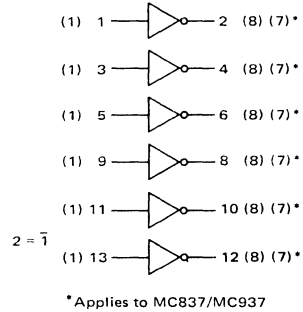 (1) 1 2 (8) (7)*
(1) 3 4 (8) (7)*
(1) 5 6 (8) (7)*
(1) 9 8 (8) (7)*
(1) 11 10 (8) (7)*
2 = 1̅
(1) 13 12 (8) (7)*
*Applies to MC837/MC937